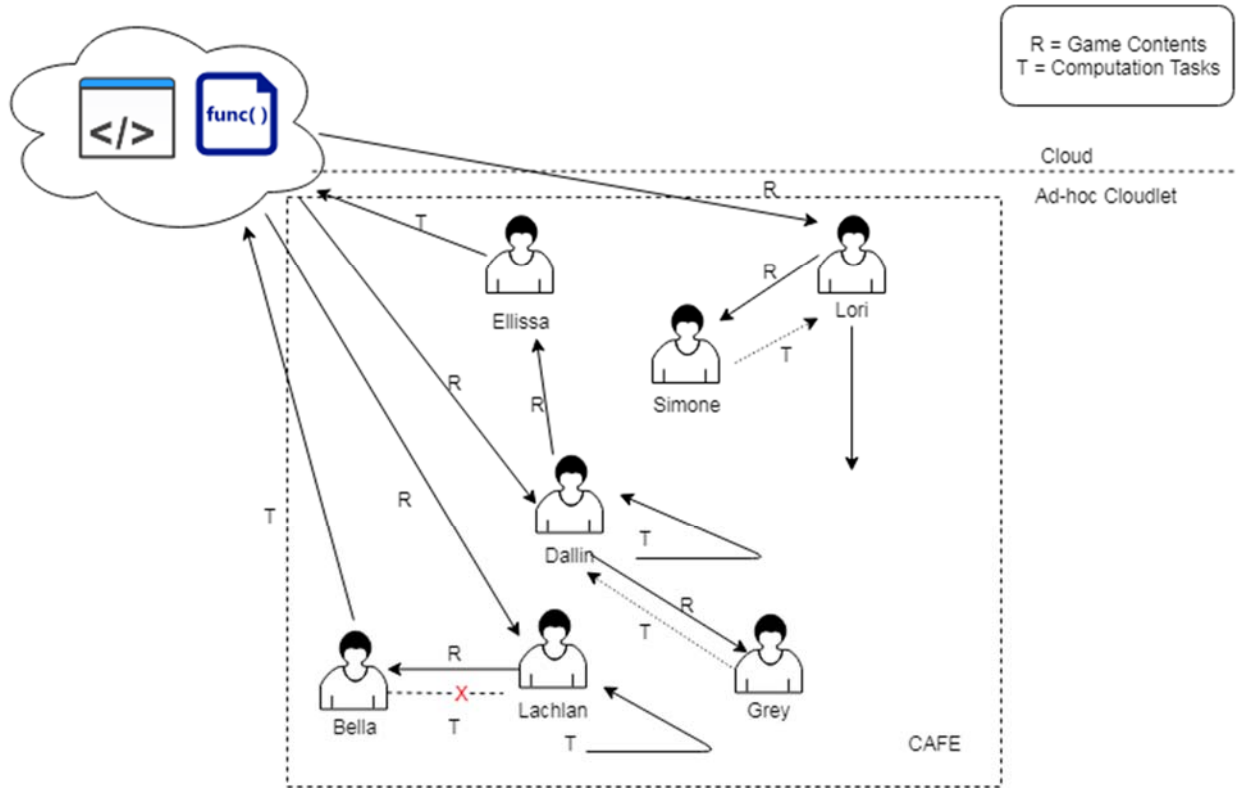 R = Game Contents
T = Computation Tasks
</>
func( )
Cloud
Ad-hoc Cloudlet
R
T
R
Ellissa
Lori
Simone
T
R
R
R
T
Dallin
T
R
T
R
X
T
Bella
Lachlan
T
Grey
CAFE